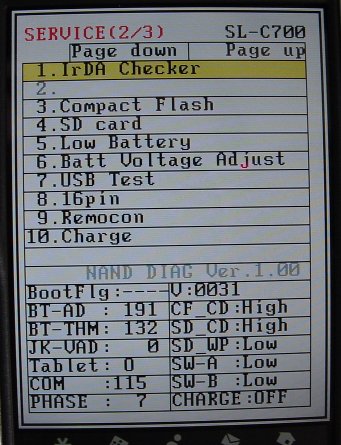 SERVICE(2/3) SL-C700
Page down Page up
1.IrDA Checker
2.
3.Compact Flash
4.SD card
5.Low Battery
6.Batt Voltage Adjust
7.USB Test
8.16pin
9.Remocon
10.Charge
NAND DIAG Ver.1.00
BootFlg:---- V:0031
BT-AD : 191 CF_CD:High
BT-THM: 132 SD_CD:High
JK-VAD: 0 SD_WP:Low
Tablet: 0 SW-A :Low
COM :115 SW-B :Low
PHASE : 7 CHARGE:OFF